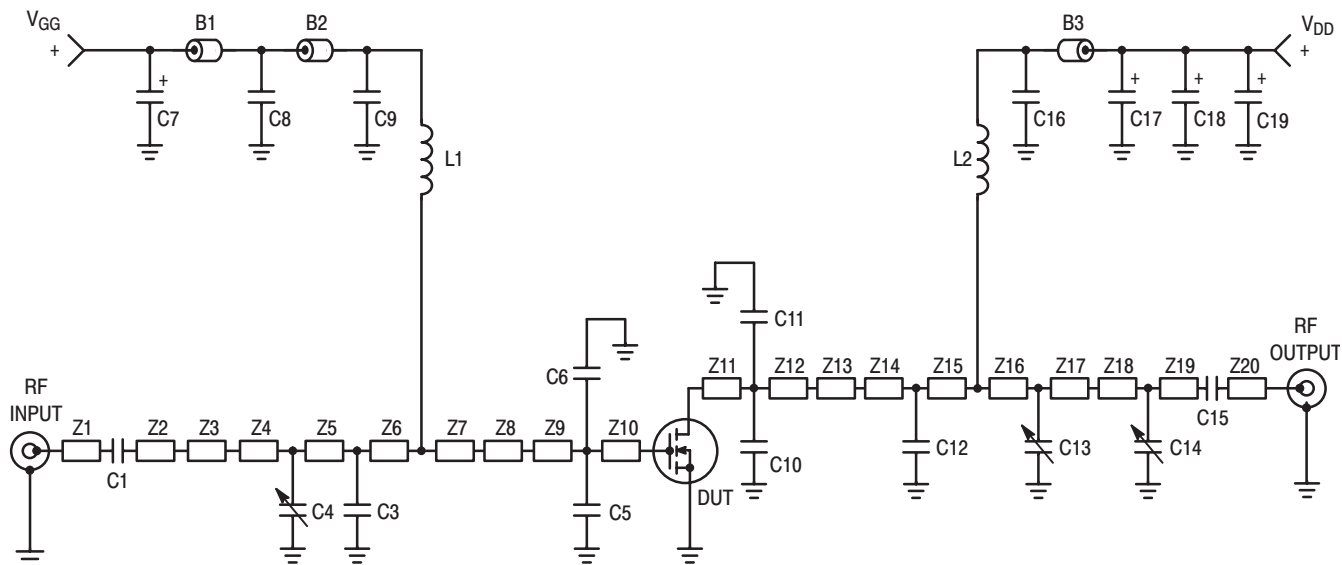 VGG
+
B1
B2
B3
VDD
+
+
C7
C8
C9
L1
L2
C16
+
C17
+
C18
+
C19
C11
RF
INPUT
C6
Z11
Z12
Z13
Z14
Z15
Z16
Z17
Z18
Z19
Z20
RF
OUTPUT
C15
Z1
C1
Z2
Z3
Z4
Z5
Z6
Z7
Z8
Z9
Z10
C10
C12
C13
C14
DUT
C4
C3
C5